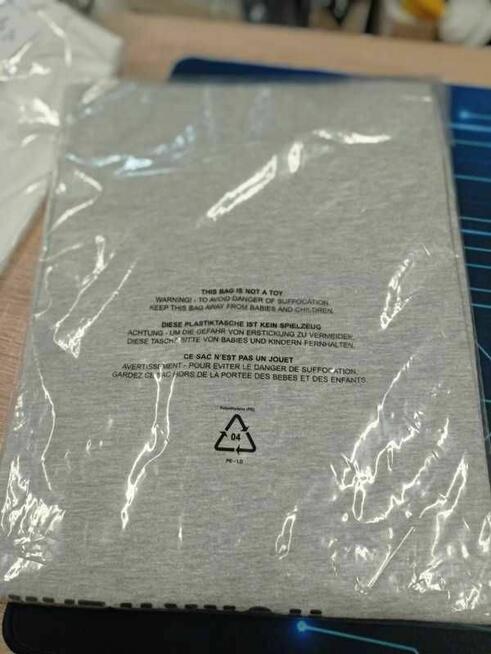 THIS BAG IS NOT A TOY
WARNING! - TO AVOID DANGER OF SUFFOCATION,
KEEP THIS BAG AWAY FROM BABIES AND CHILDREN.
DIESE PLASTIKTASCHE IST KEIN SPIELZEUG
ACHTUNG - UM DIE GEFAHR VON ERSTICKUNG ZU VERMEIDEN,
DIESE TASCHE BITTE VON BABIES UND KINDERN FERNHALTEN.
CE SAC N'EST PAS UN JOUET
AVERTISSEMENT - POUR EVITER LE DANGER DE SUFFOCATION,
GARDEZ CE SAC HORS DE LA PORTEE DES BEBES ET DES ENFANTS.
Polyethylene (PE)
04
PE-LD